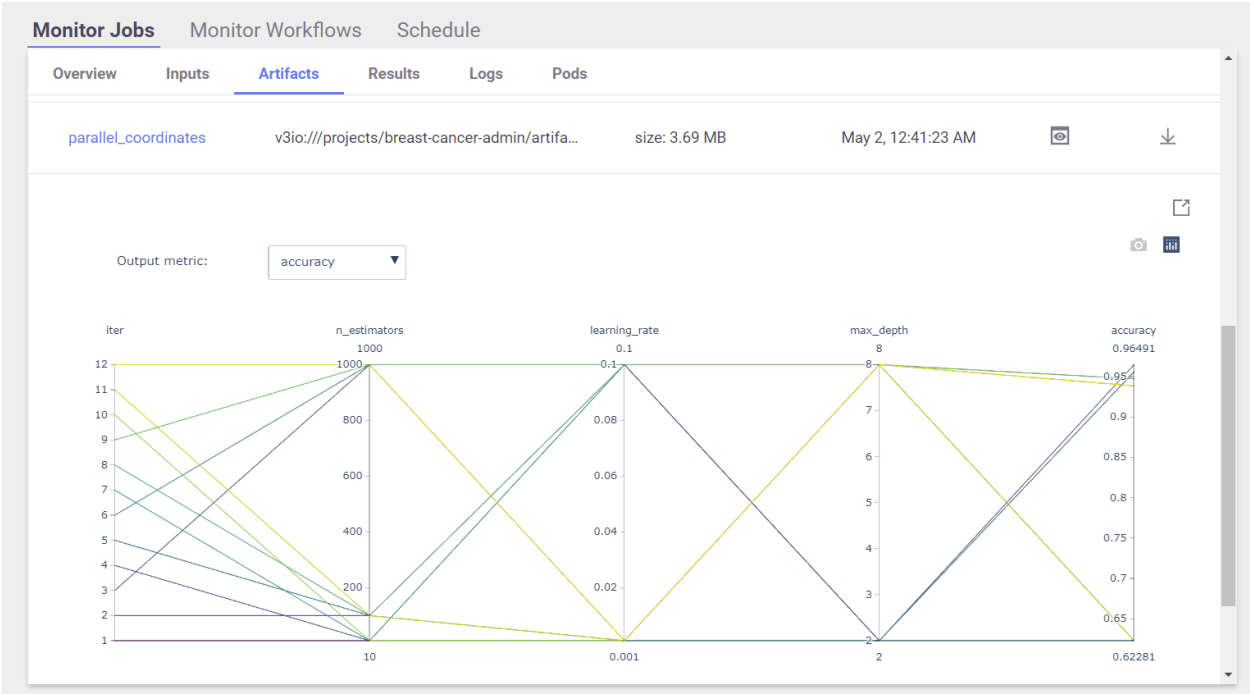 Monitor Jobs Monitor Workflows Schedule
Overview Inputs Artifacts Results Logs Pods
parallel_coordinates v3io:///projects/breast-cancer-admin/artifa... size: 3.69 MB May 2, 12:41:23 AM
Output metric: accuracy
iter n_estimators learning_rate max_depth accuracy
1000 0.1 8 0.96491
12 1000 0.1 8
0.95
11
7
10 800 0.08 0.9
9
6 0.85
8 600 0.06
7 0.8
6 5
400 0.04 0.75
5 4
4 0.7
200 0.02 3
3
2 0.65
1 2
10 0.001 2 0.62281